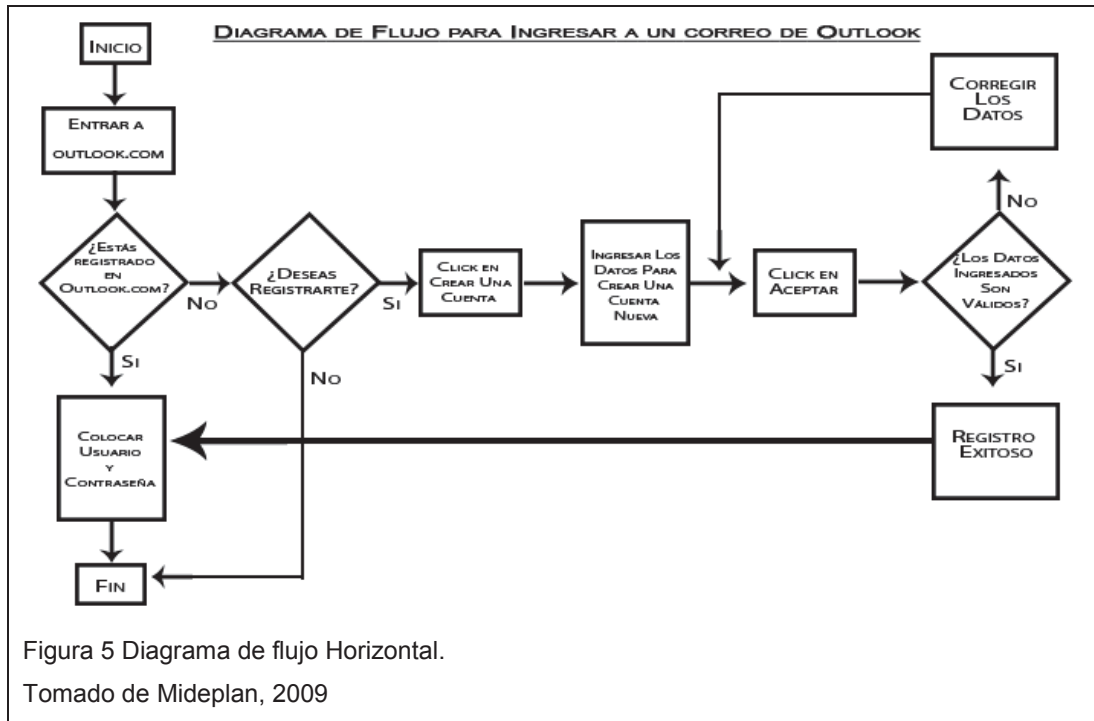 DIAGRAMA DE FLUJO PARA INGRESAR A UN CORREO DE OUTLOOK
INICIO
ENTRAR A
OUTLOOK.COM
¿ESTÁS
REGISTRADO
EN
OUTLOOK.COM?
NO
SI
¿DESEAS
REGISTRARTE?
SI
NO
CLICK EN
CREAR UNA
CUENTA
INGRESAR LOS
DATOS PARA
CREAR UNA
CUENTA
NUEVA
CLICK EN
ACEPTAR
¿LOS DATOS
INGRESADOS
SON
VÁLIDOS?
NO
CORREGIR
LOS
DATOS
SI
REGISTRO
EXITOSO
COLOCAR
USUARIO
Y
CONTRASEÑA
FIN
Figura 5 Diagrama de flujo Horizontal.
Tomado de Mideplan, 2009